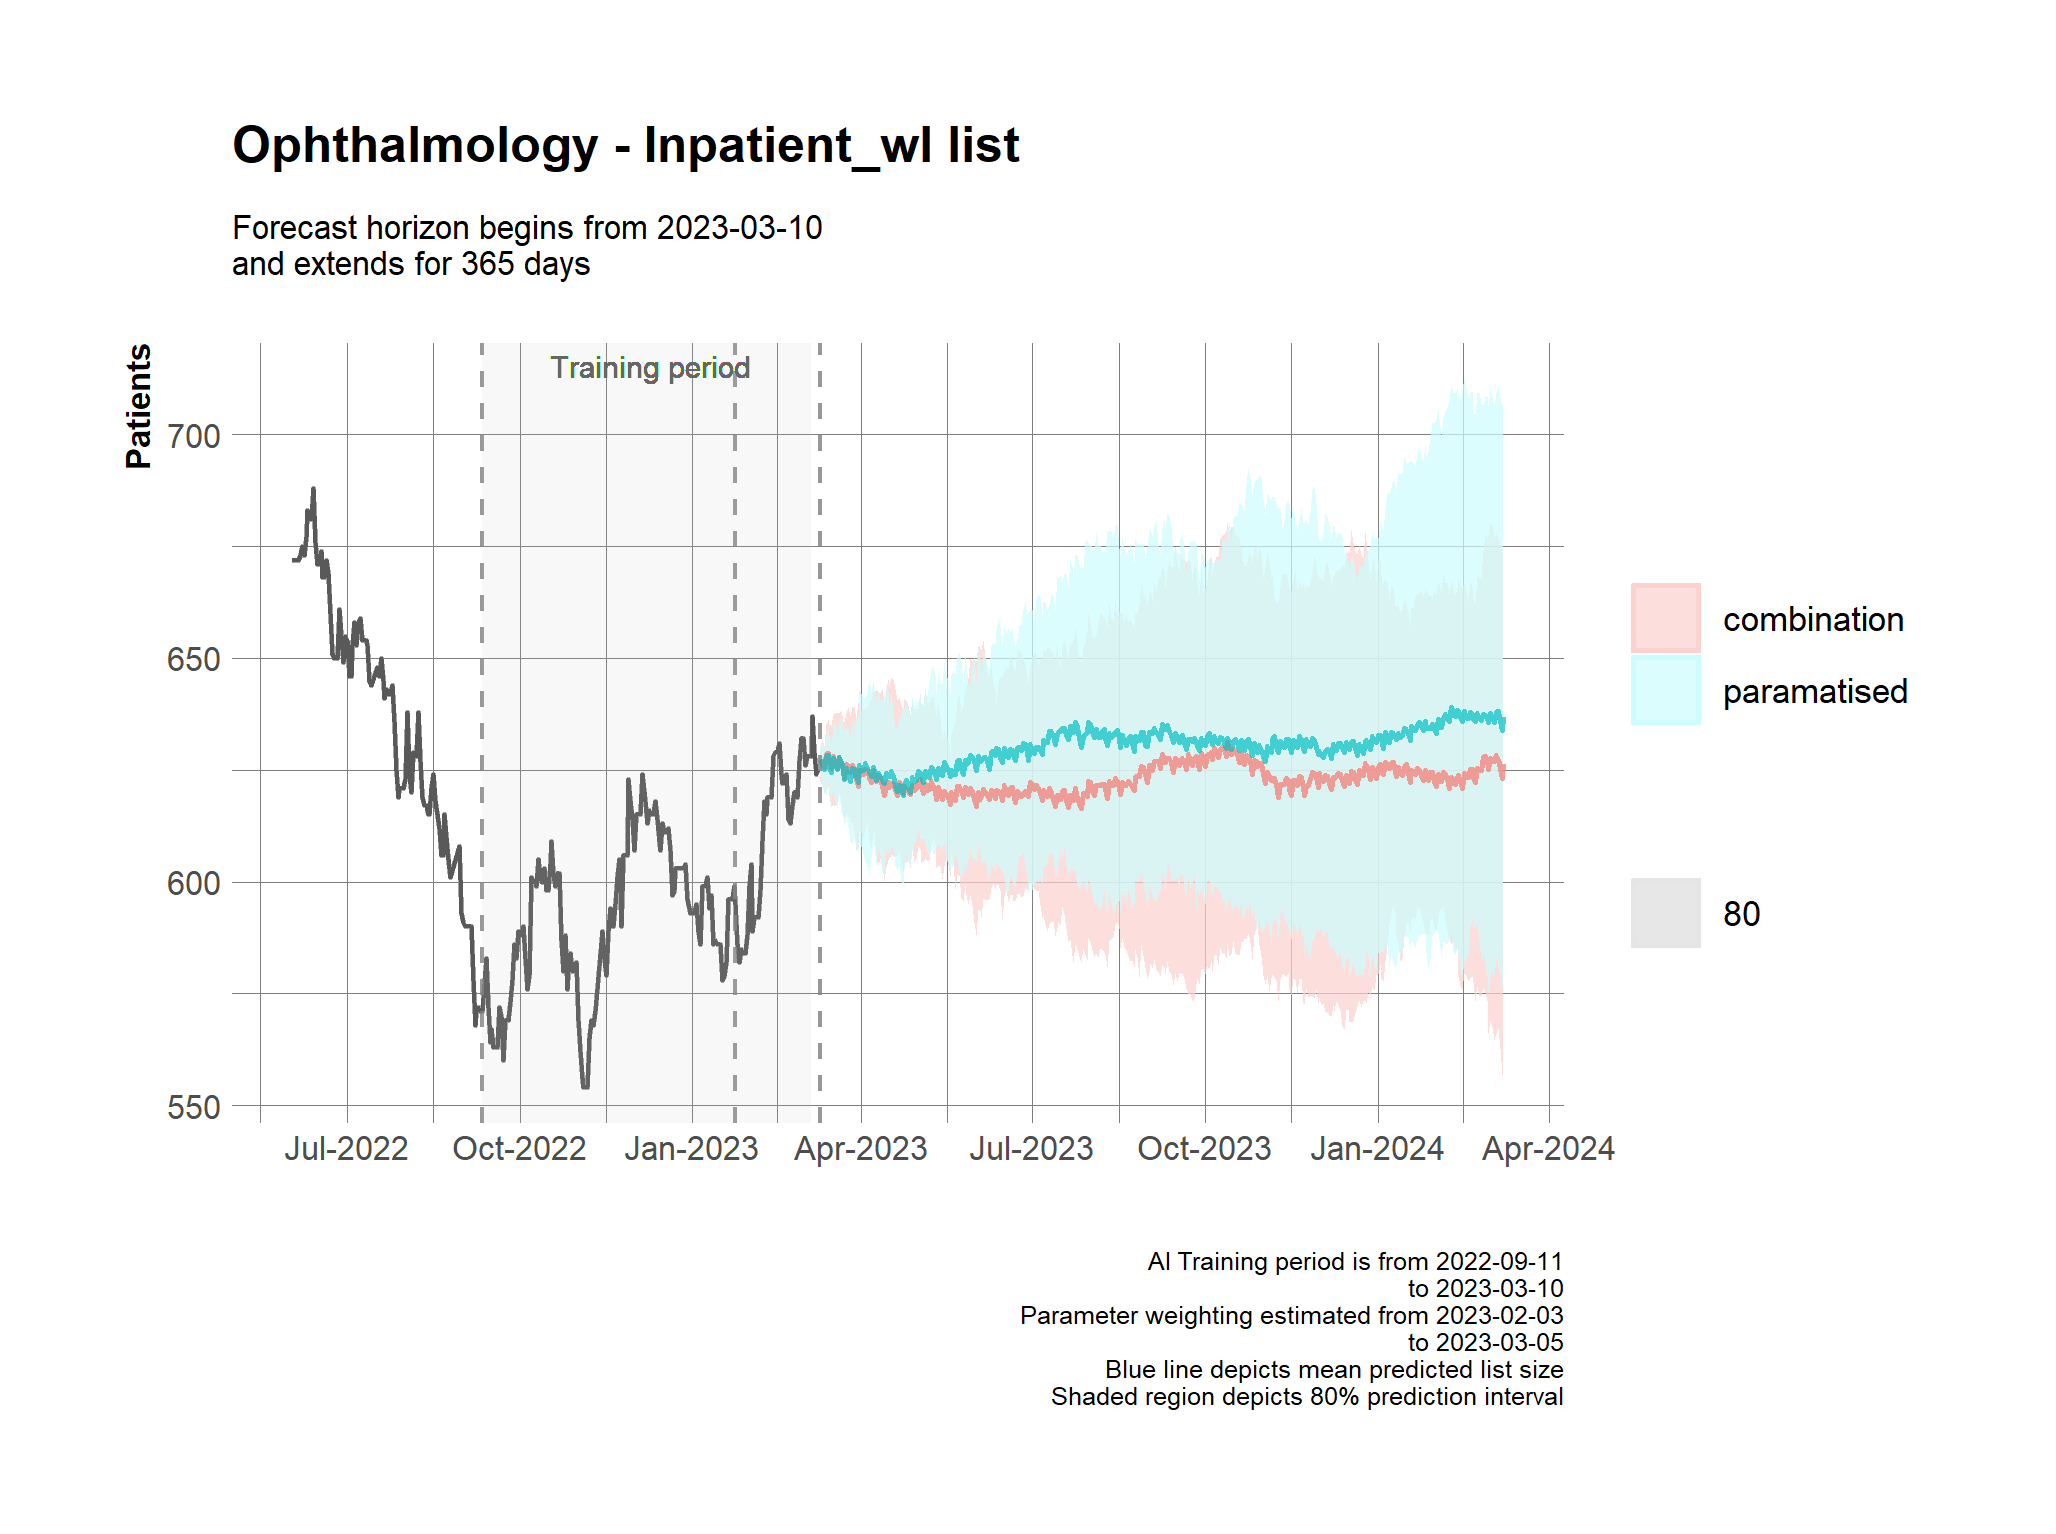 Ophthalmology - Inpatient_wl list
Forecast horizon begins from 2023-03-10
and extends for 365 days
Patients
Training period
700
650
600
550
Jul-2022
Oct-2022
Jan-2023
Apr-2023
Jul-2023
Oct-2023
Jan-2024
Apr-2024
combination
paramatised
80
AI Training period is from 2022-09-11
to 2023-03-10
Parameter weighting estimated from 2023-02-03
to 2023-03-05
Blue line depicts mean predicted list size
Shaded region depicts 80% prediction interval